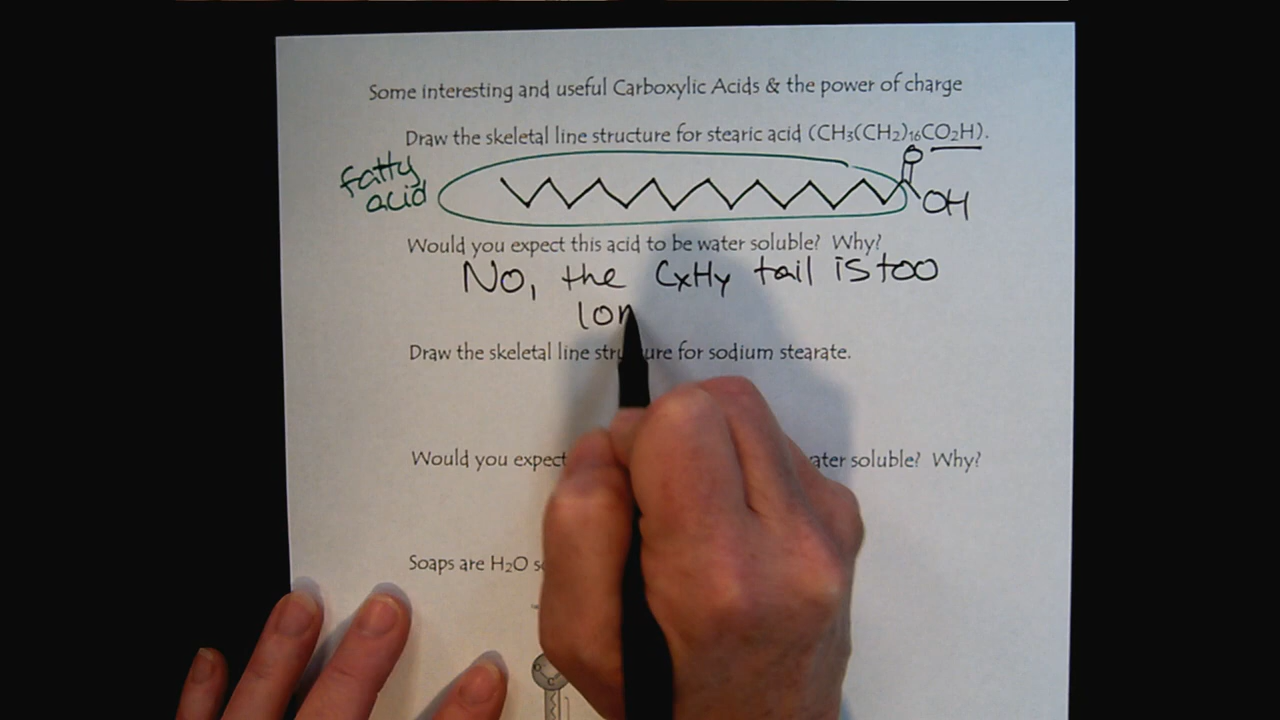 Some interesting and useful Carboxylic Acids & the power of charge
Draw the skeletal line structure for stearic acid (CH3(CH2)16CO2H).
fatty
acid
O
OH
Would you expect this acid to be water soluble? Why?
No, the CxHy tail is too
lon
Draw the skeletal line for sodium stearate.
Would you expect soluble? Why?
Soaps are H2O